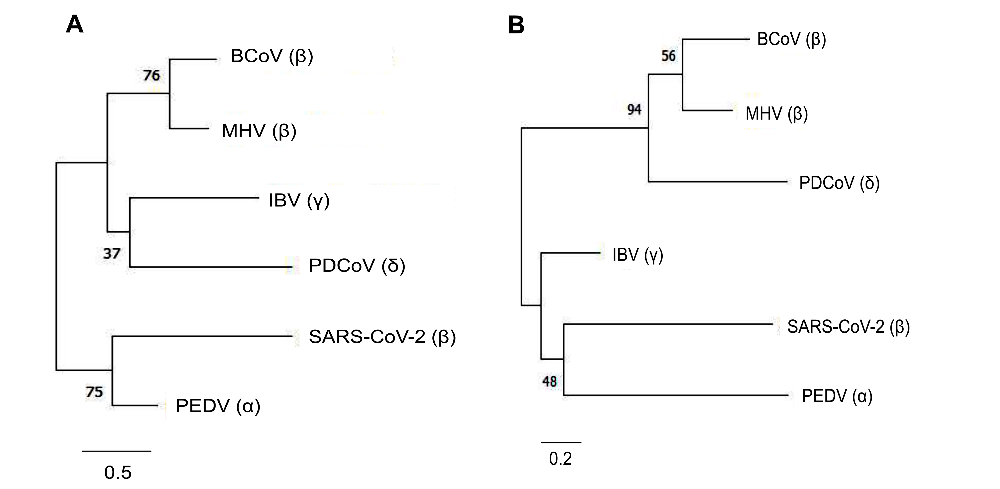 A
BCoV (β)
76
MHV (β)
IBV (γ)
37
PDCoV (δ)
SARS-CoV-2 (β)
75
PEDV (α)
0.5
B
BCoV (β)
56
MHV (β)
94
PDCoV (δ)
IBV (γ)
SARS-CoV-2 (β)
48
PEDV (α)
0.2